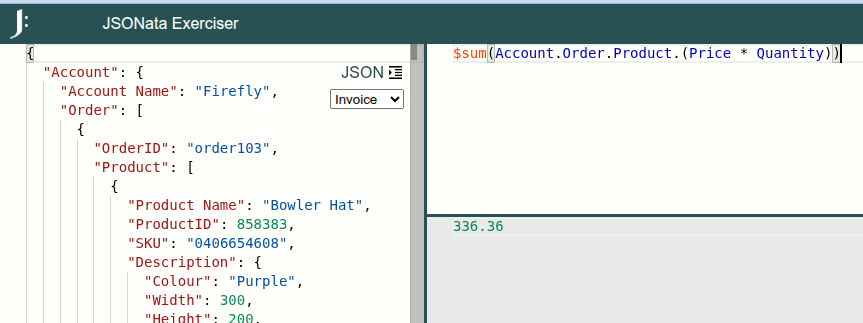 JSONata Exerciser
{
"Account": {
"Account Name": "Firefly",
"Order": [
{
"OrderID": "order103",
"Product": [
{
"Product Name": "Bowler Hat",
"ProductID": 858383,
"SKU": "0406654608",
"Description": {
"Colour": "Purple",
"Width": 300,
"Height": 200,
JSON
Invoice
$sum(Account.Order.Product.(Price * Quantity))
336.36